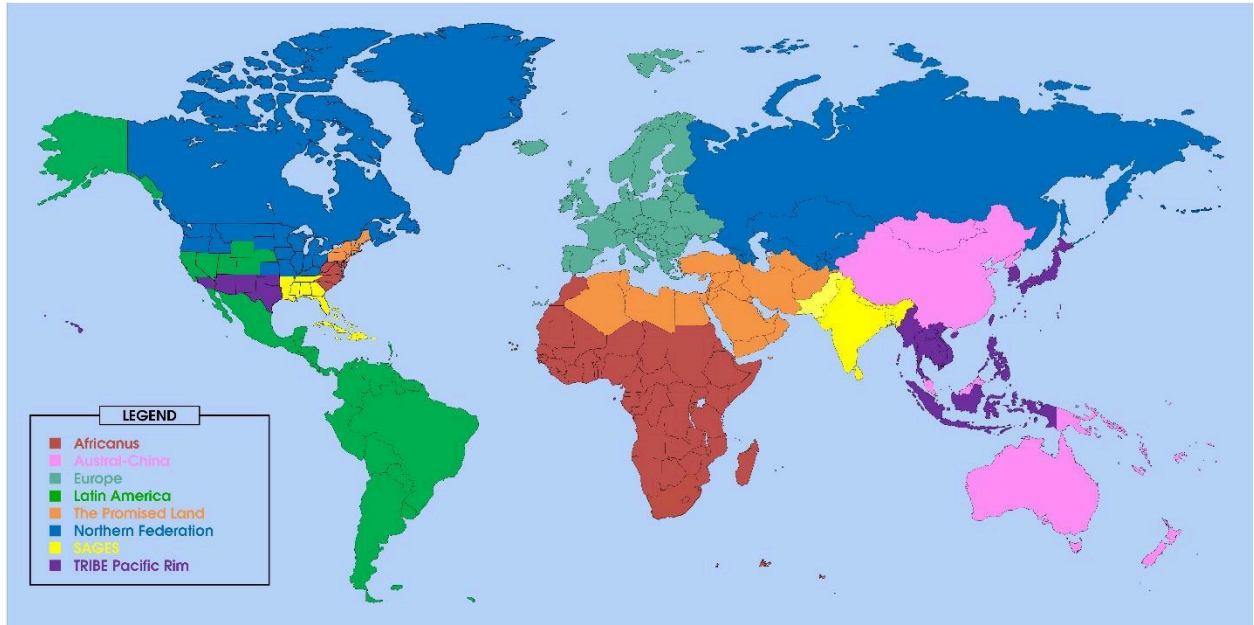 LEGEND
Africanus
Austral-China
Europe
Latin America
The Promised Land
Northern Federation
SAGES
TRIBE Pacific Rim